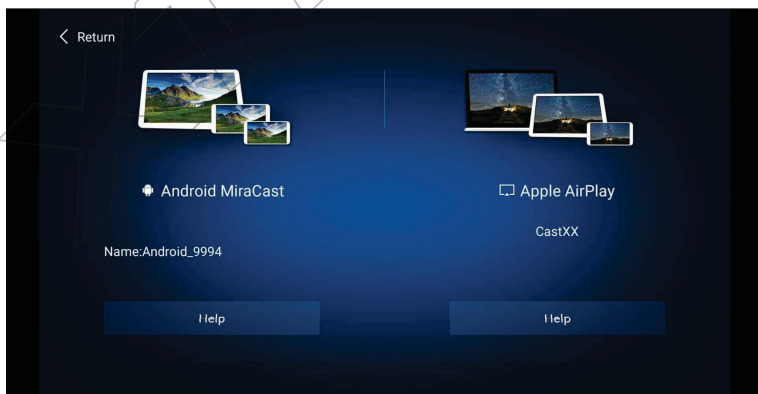 Return
Android MiraCast
Name:Android_9994
Help
Apple AirPlay
CastXX
Help